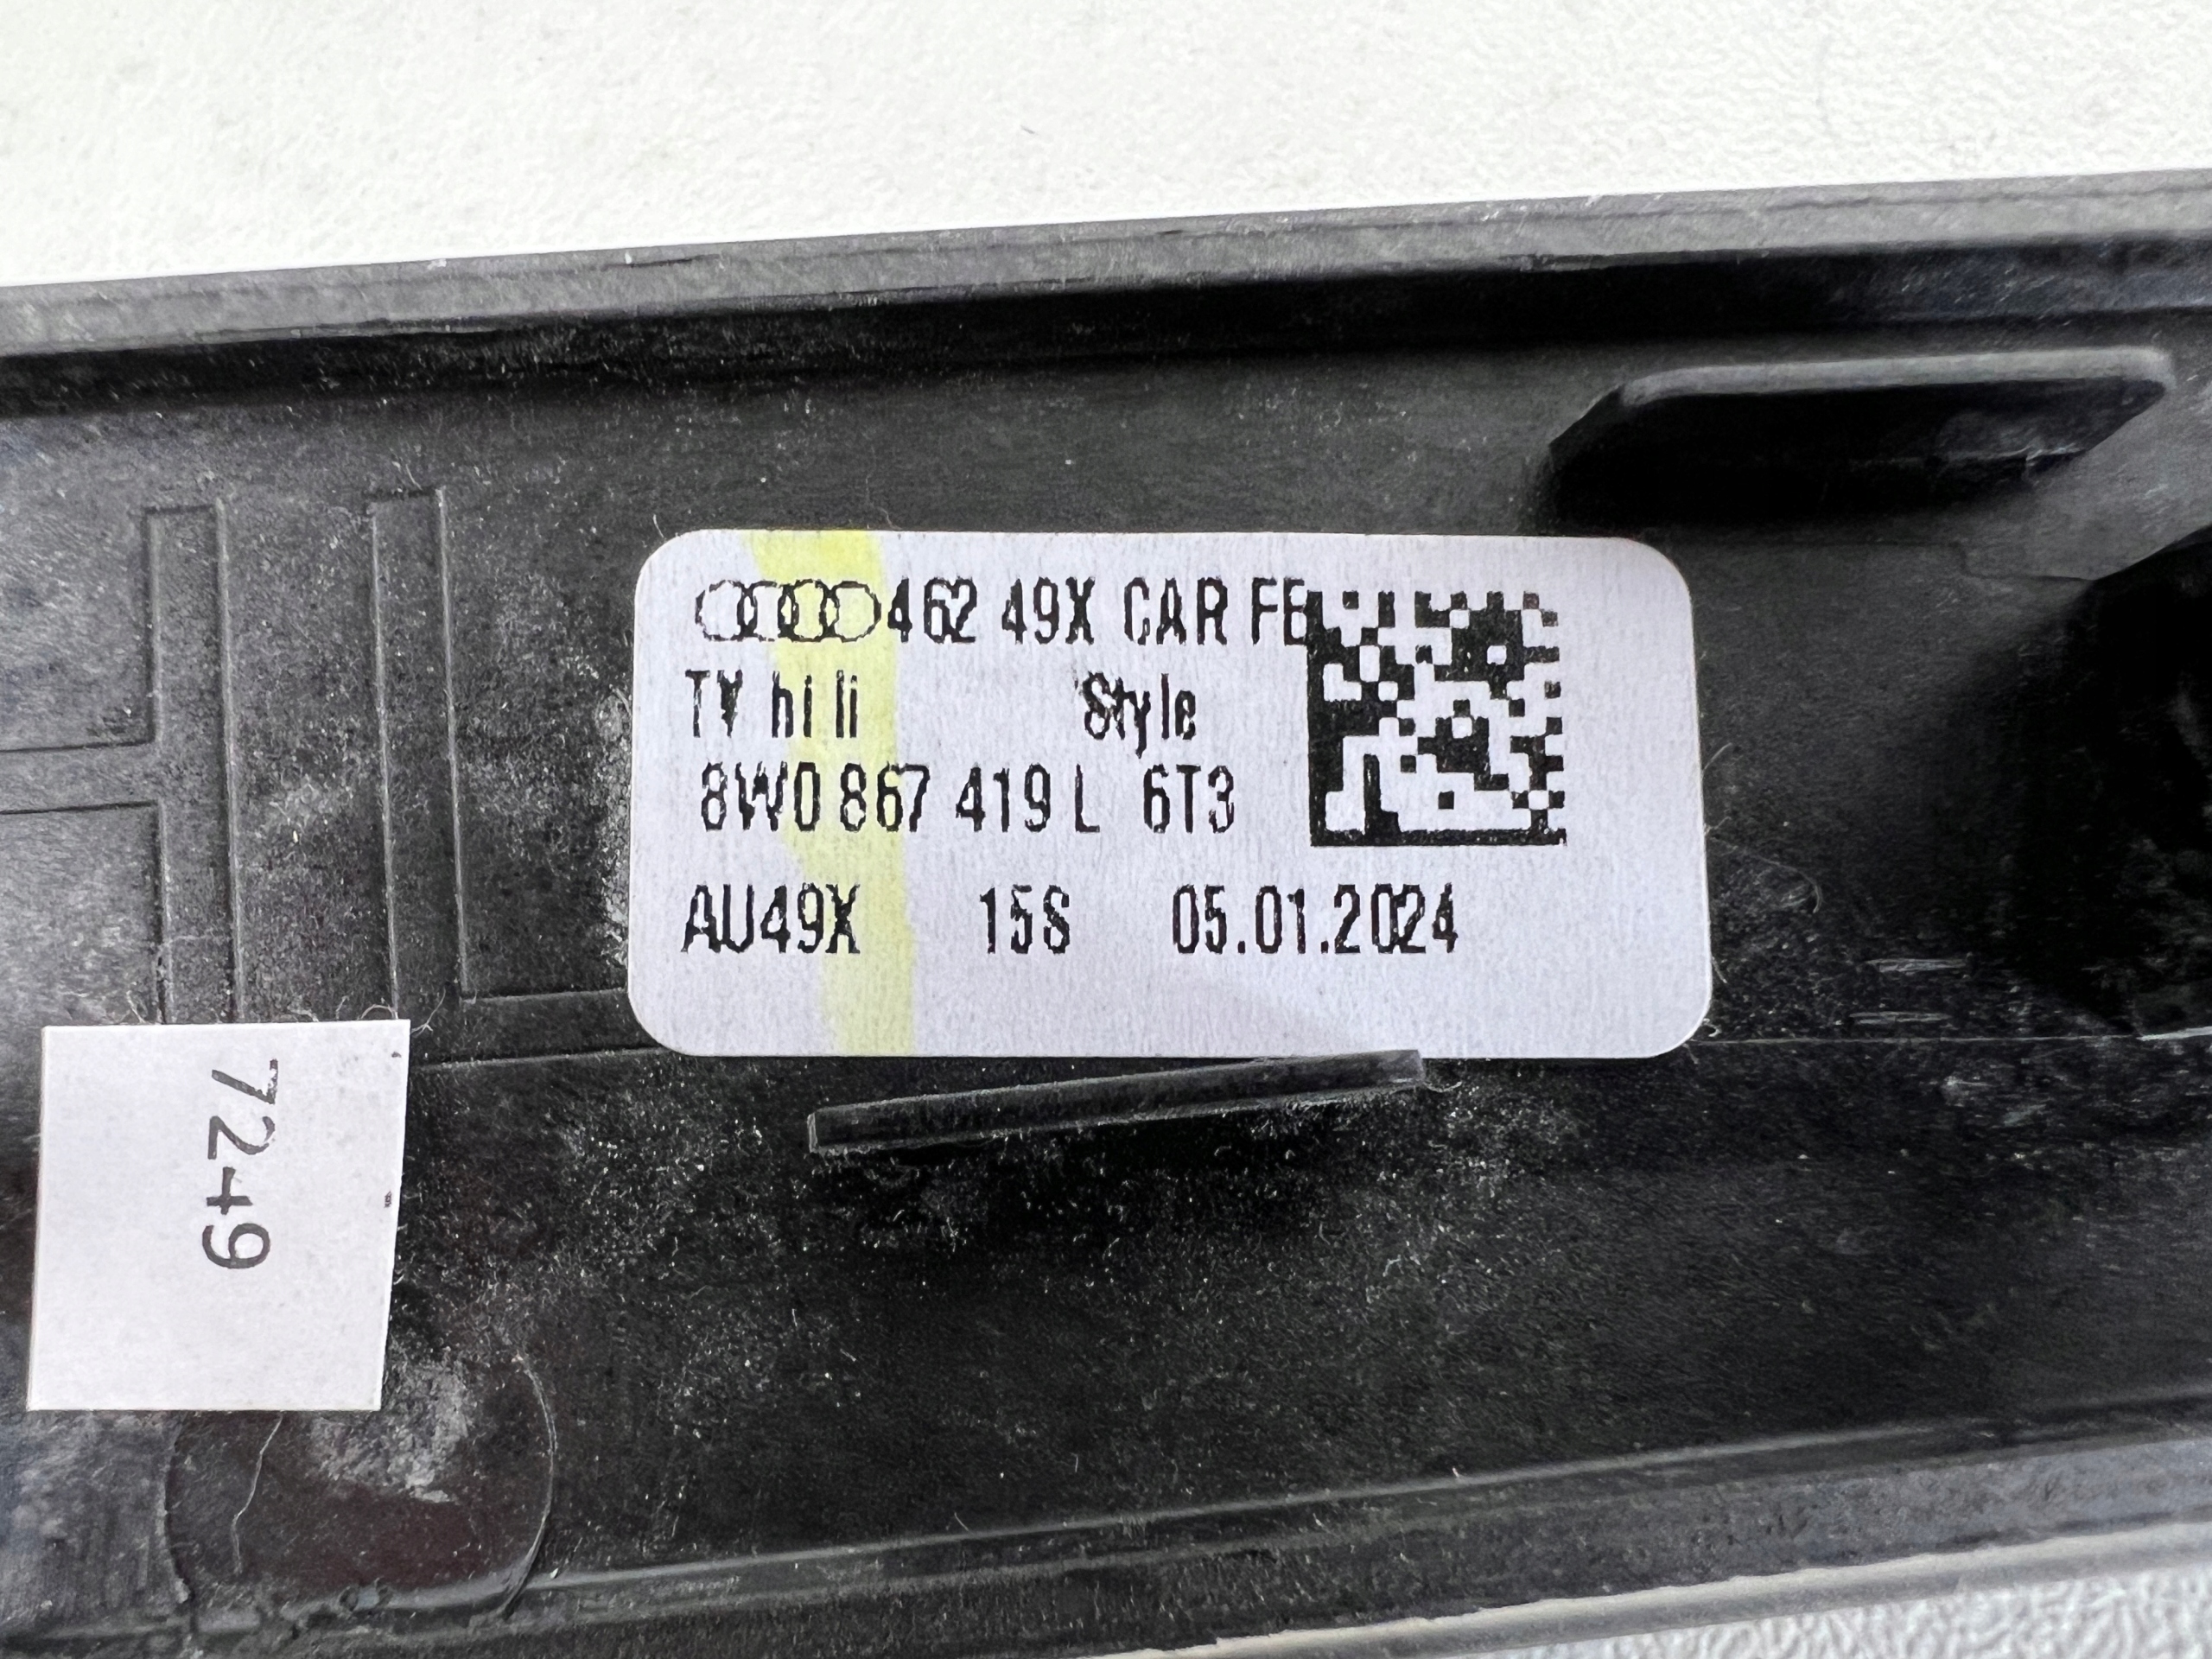 462 49X CAR FE
TV hi li Style
8W0 867 419 L 6T3
AU49X 15S 05.01.2024
7249